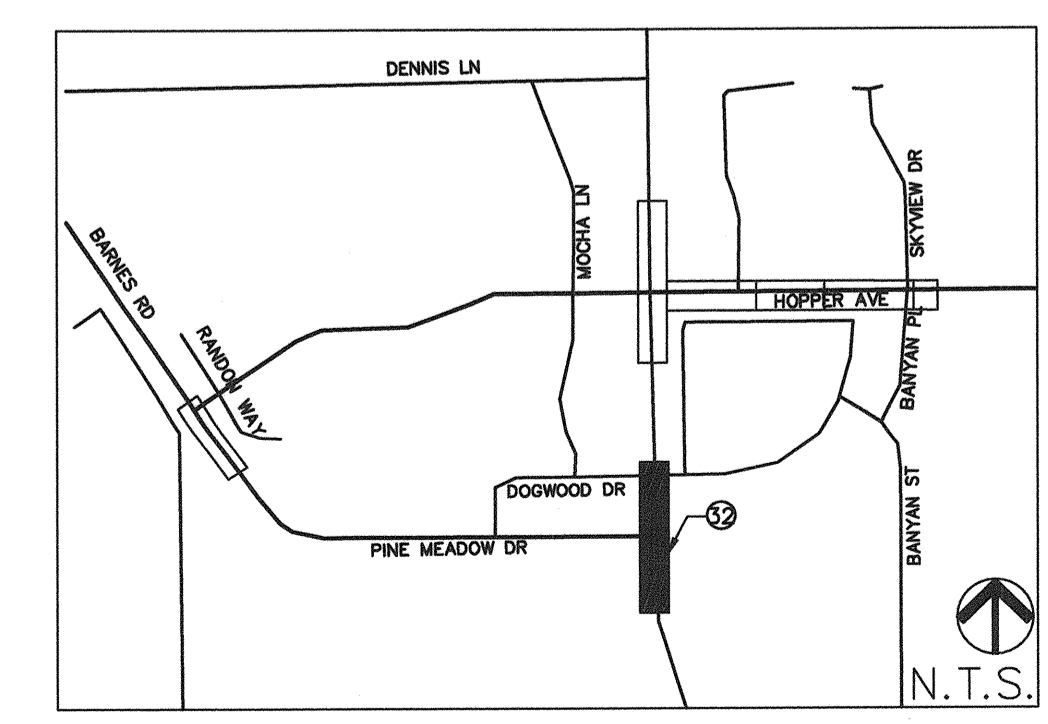 DENNIS LN
SKYVIEW DR
MOCHA LN
BARNES RD
HOPPER AVE
RANDON WAY
BANYAN PL
DOGWOOD DR
BANYAN ST
32
PINE MEADOW DR
N.T.S.